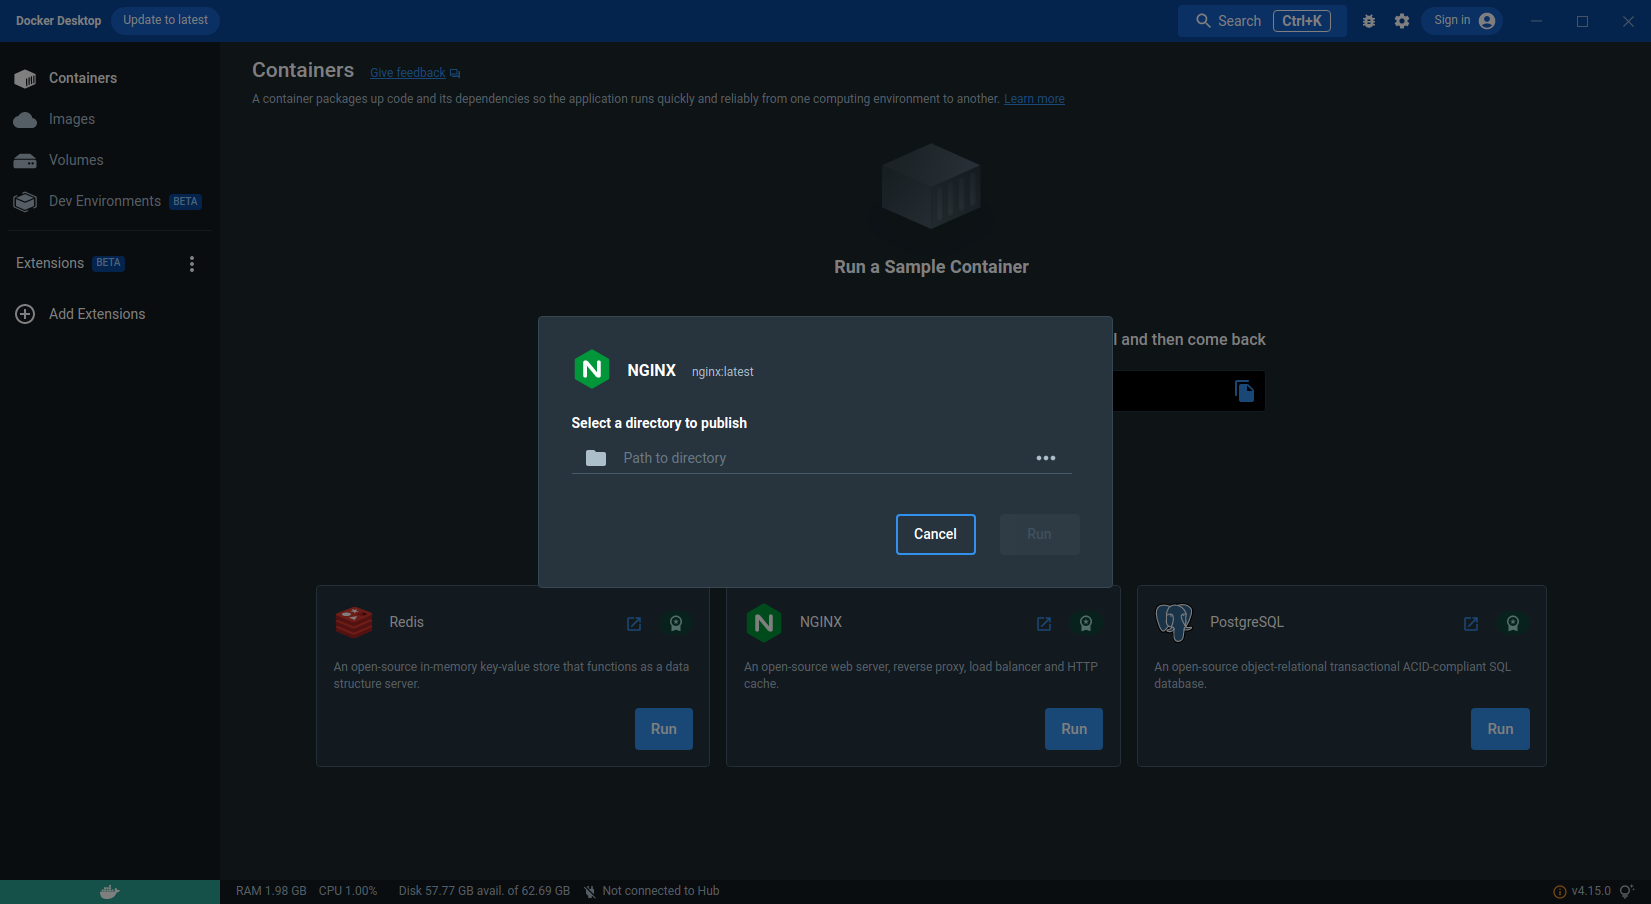 Docker Desktop
Update to latest
Search Ctrl+K
Sign in
Containers
Images
Volumes
Dev Environments BETA
Extensions BETA
Add Extensions
Containers Give feedback
A container packages up code and its dependencies so the application runs quickly and reliably from one computing environment to another. Learn more
Run a Sample Container
l and then come back
NGINX nginx:latest
Select a directory to publish
Path to directory
Cancel Run
Redis
An open-source in-memory key-value store that functions as a data
structure server.
Run
NGINX
An open-source web server, reverse proxy, load balancer and HTTP
cache.
Run
PostgreSQL
An open-source object-relational transactional ACID-compliant SQL
database.
Run
RAM 1.98 GB CPU 1.00% Disk 57.77 GB avail. of 62.69 GB Not connected to Hub
v4.15.0